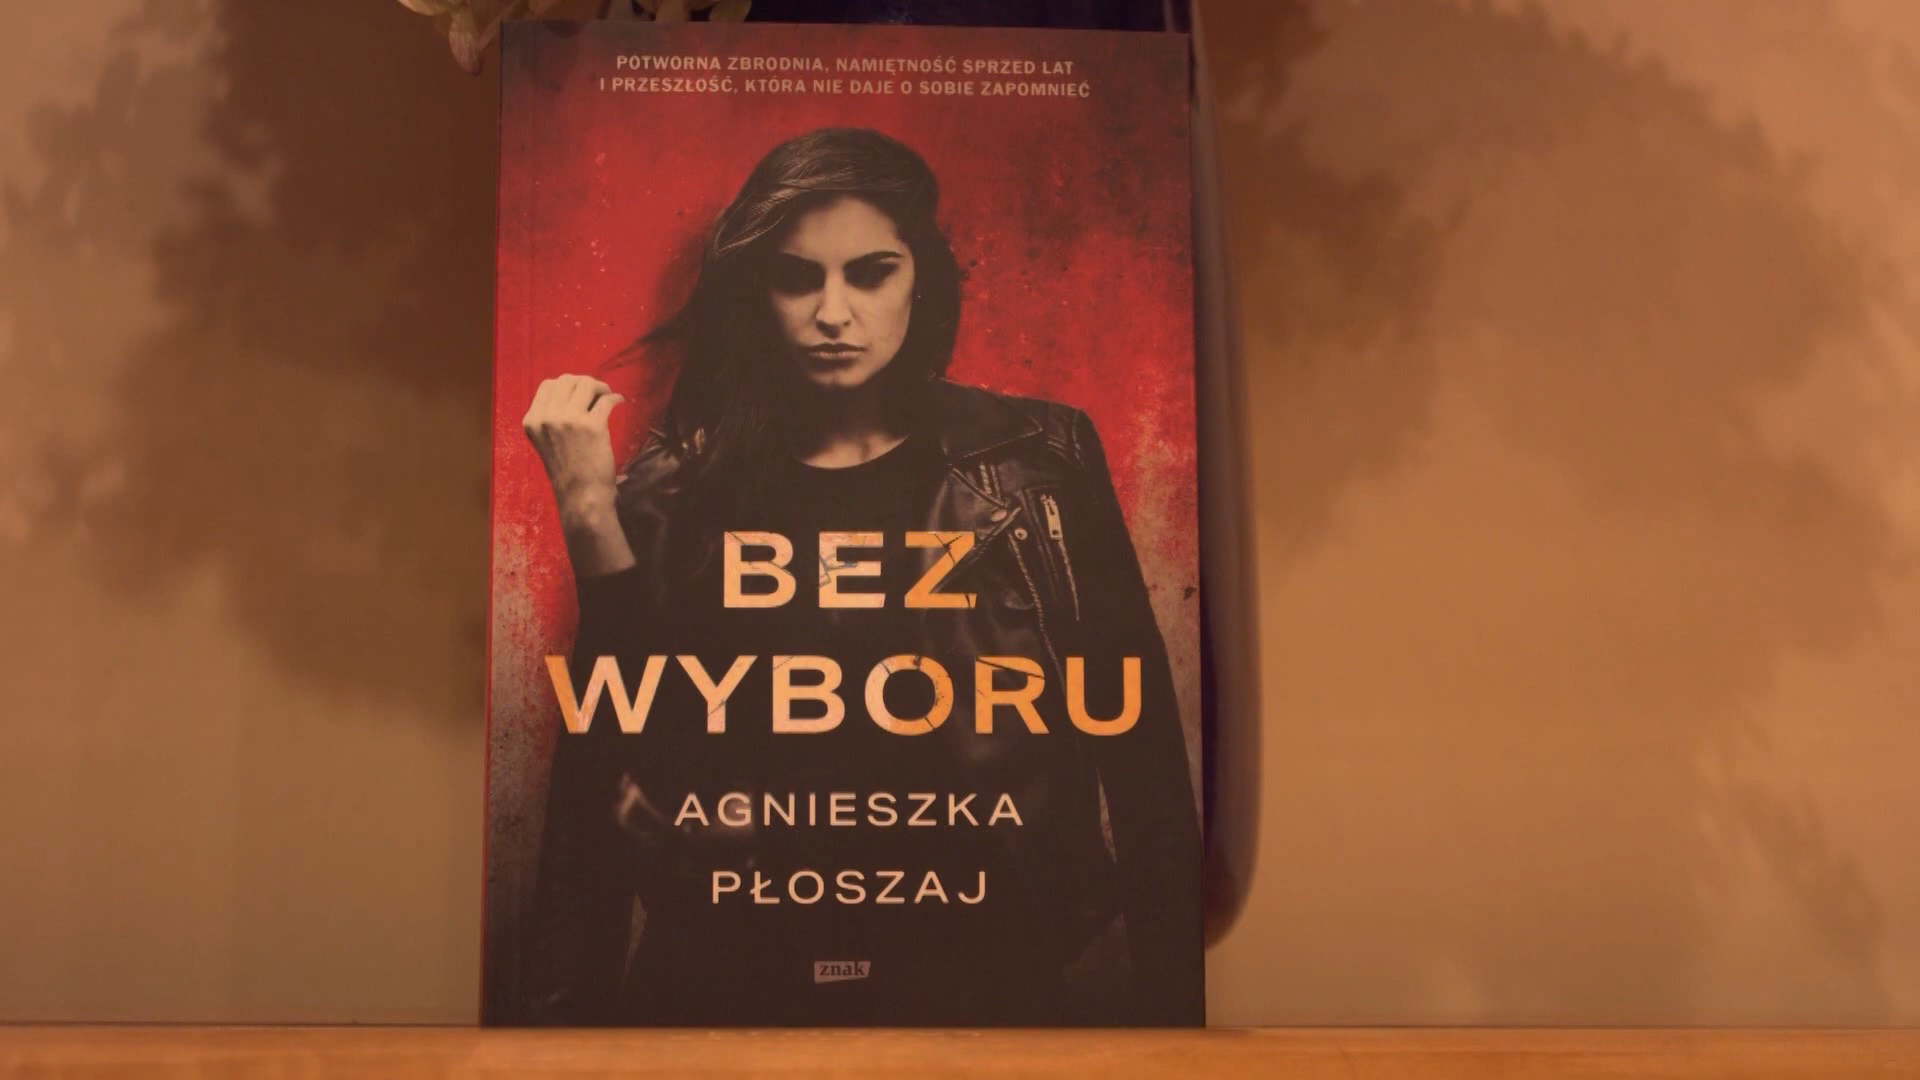 POTWORNA ZBRODNIA, NAMIĘTNOŚĆ SPRZED LAT
I PRZESZŁOŚĆ, KTÓRA NIE DAJE O SOBIE ZAPOMNIEĆ
BEZ
WYBORU
AGNIESZKA
PŁOSZAJ
znak